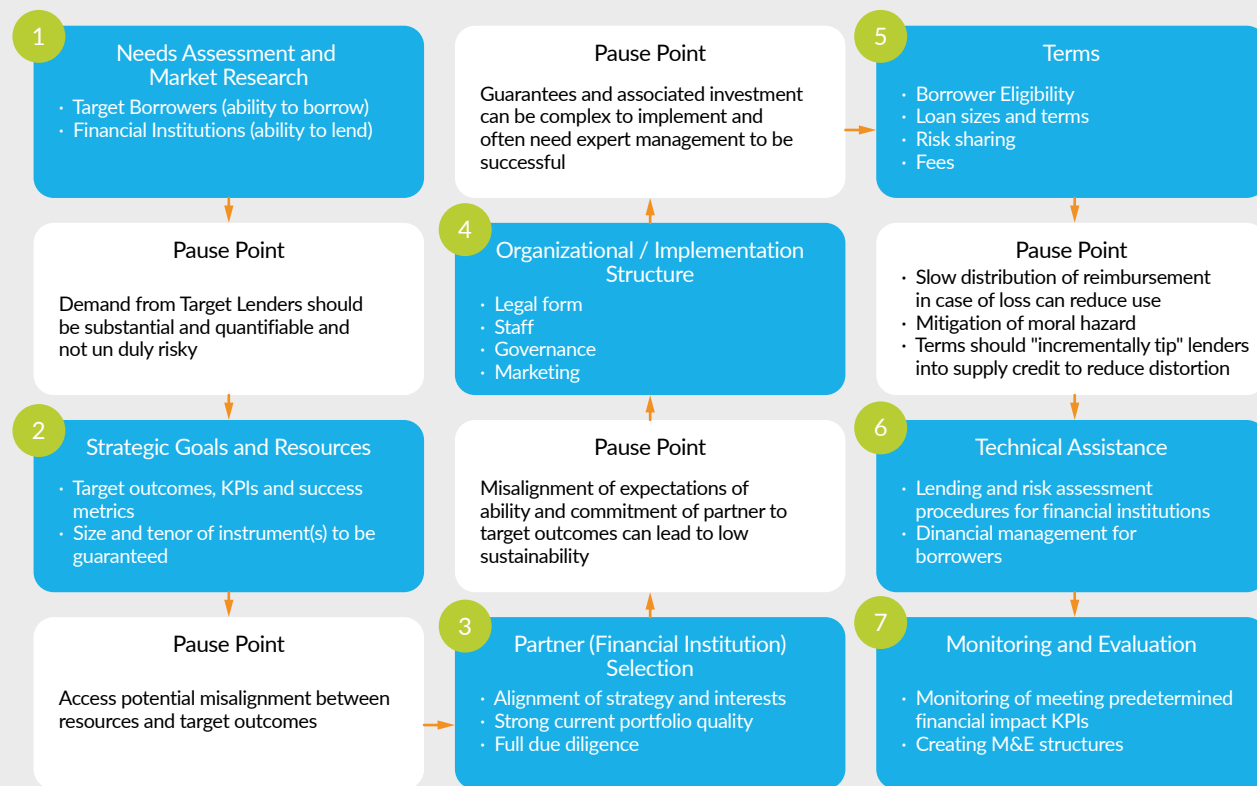 1
Needs Assessment and
Market Research
· Target Borrowers (ability to borrow)
· Financial Institutions (ability to lend)
Pause Point
Demand from Target Lenders should
be substantial and quantifiable and
not un duly risky
2
Strategic Goals and Resources
· Target outcomes, KPIs and success
metrics
· Size and tenor of instrument(s) to be
guaranteed
Pause Point
Access potential misalignment between
resources and target outcomes
3
Partner (Financial Institution)
Selection
· Alignment of strategy and interests
· Strong current portfolio quality
· Full due diligence
Pause Point
Misalignment of expectations of
ability and commitment of partner to
target outcomes can lead to low
sustainability
4
Organizational / Implementation
Structure
· Legal form
· Staff
· Governance
· Marketing
Pause Point
Guarantees and associated investment
can be complex to implement and
often need expert management to be
successful
5
Terms
· Borrower Eligibility
· Loan sizes and terms
· Risk sharing
· Fees
Pause Point
· Slow distribution of reimbursement
in case of loss can reduce use
· Mitigation of moral hazard
· Terms should "incrementally tip" lenders
into supply credit to reduce distortion
6
Technical Assistance
· Lending and risk assessment
procedures for financial institutions
· Dinancial management for
borrowers
7
Monitoring and Evaluation
· Monitoring of meeting predetermined
financial impact KPIs
· Creating M&E structures